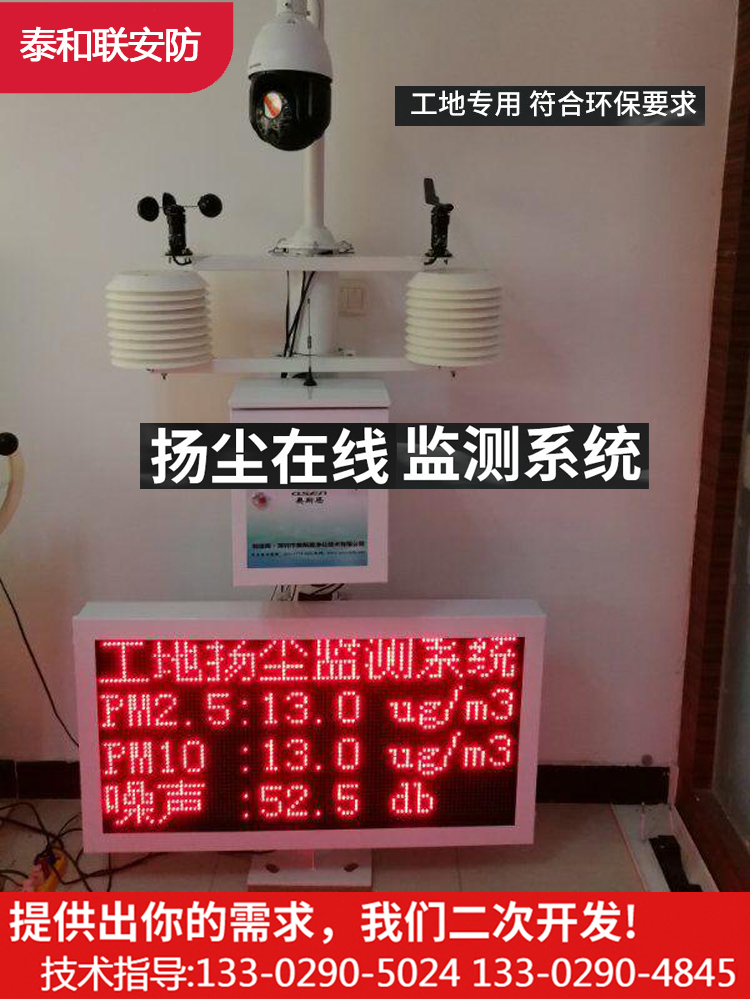 泰和联安防
工地专用 符合环保要求
扬尘在线 监测系统
奥斯恩
工地扬尘监测系统
PM2.5:13.0 ug/m3
PM10 :13.0 ug/m3
噪声 :52.5 db
提供出你的需求，我们二次开发!
技术指导:133-0290-5024 133-0290-4845